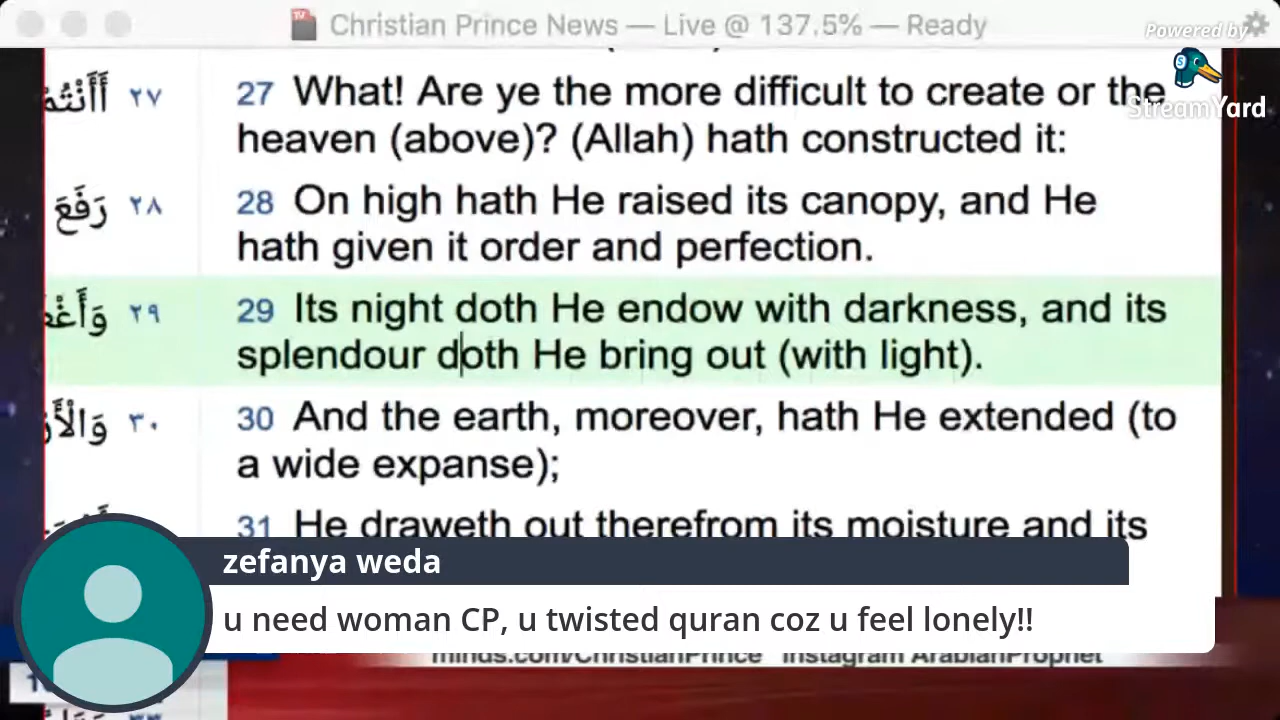 Christian Prince News — Live @ 137.5% — Ready
Powered by
StreamYard
٢٧
27 What! Are ye the more difficult to create or the
heaven (above)? (Allah) hath constructed it:
رَفَعَ ٢٨
28 On high hath He raised its canopy, and He
hath given it order and perfection.
٢٩
29 Its night doth He endow with darkness, and its
splendour doth He bring out (with light).
٣٠
30 And the earth, moreover, hath He extended (to
a wide expanse);
31 He draweth out therefrom its moisture and its
zefanya weda
u need woman CP, u twisted quran coz u feel lonely!!
minds.com/ChristianPrince Instagram ArabianProphet